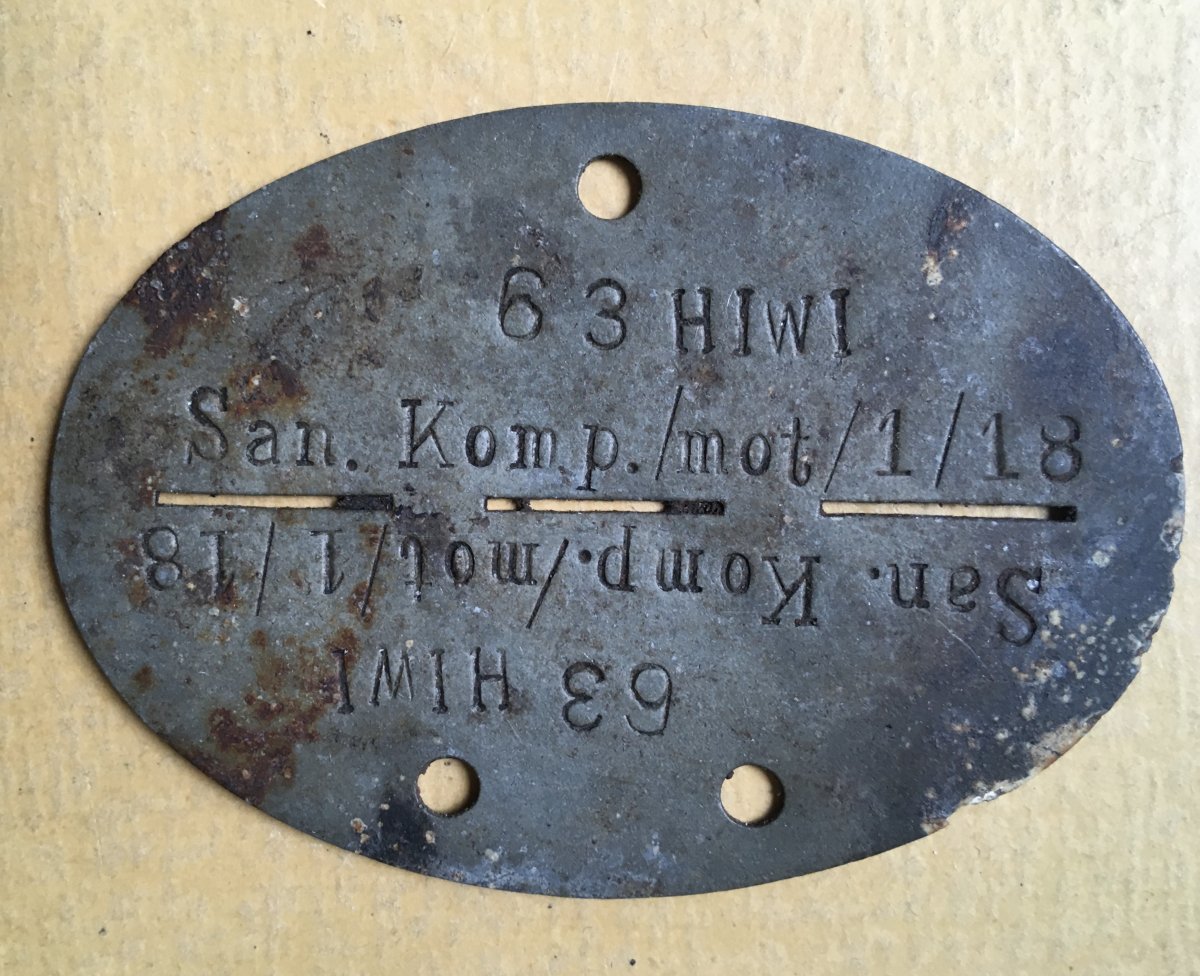 63 HIWI
San. Komp./mot/1/18
San. Komp./mot/1/18
63 HIWI